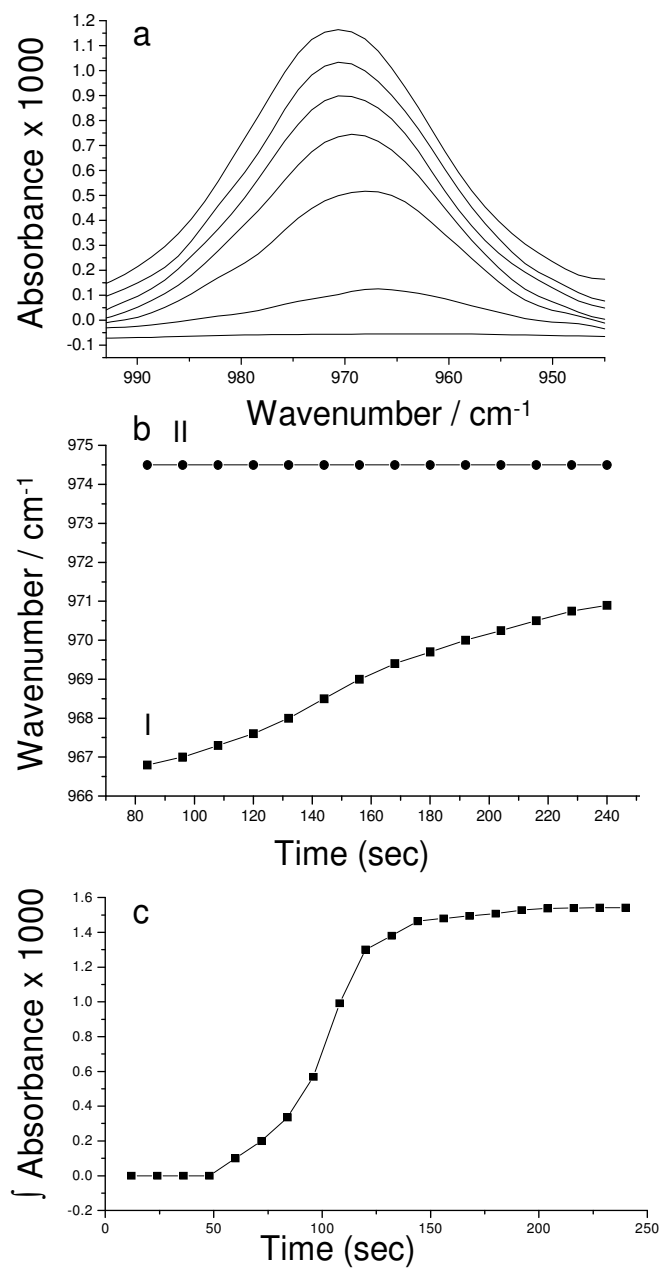 a
Absorbance x 1000
1.2
1.1
1.0
0.9
0.8
0.7
0.6
0.5
0.4
0.3
0.2
0.1
0.0
-0.1
990 980 970 960 950
Wavenumber / cm-1
b II
Wavenumber / cm-1
975
974
973
972
971
970
969
968
967
966
I
80 100 120 140 160 180 200 220 240
Time (sec)
c
∫ Absorbance x 1000
1.6
1.4
1.2
1.0
0.8
0.6
0.4
0.2
0.0
-0.2
0 50 100 150 200 250
Time (sec)